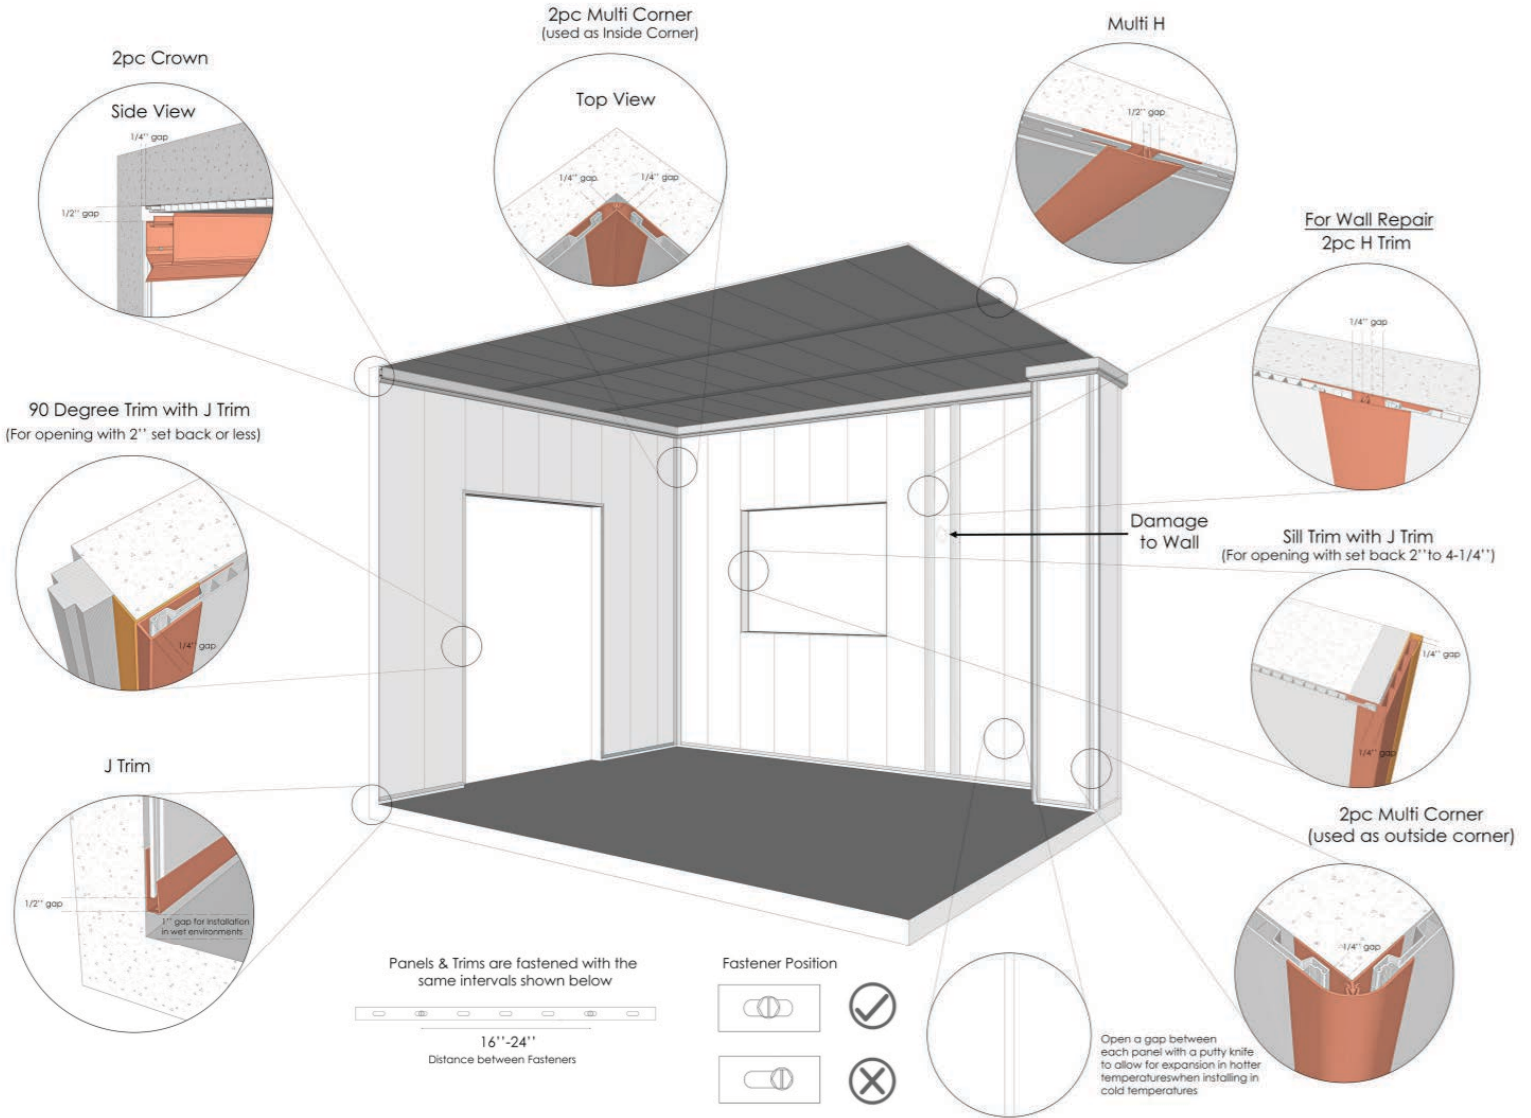 2pc Crown
Side View
1/4'' gap
1/2'' gap
2pc Multi Corner
(used as Inside Corner)
Top View
1/4'' gap
1/4'' gap
Multi H
1/2'' gap
For Wall Repair
2pc H Trim
1/4'' gap
90 Degree Trim with J Trim
(For opening with 2'' set back or less)
1/4'' gap
Damage
to Wall
Sill Trim with J Trim
(For opening with set back 2''to 4-1/4'')
1/4'' gap
1/4'' gap
J Trim
1/2'' gap
1'' gap for installation
in wet environments
2pc Multi Corner
(used as outside corner)
1/4'' gap
Panels & Trims are fastened with the
same intervals shown below
16''-24''
Distance between Fasteners
Fastener Position
Open a gap between
each panel with a putty knife
to allow for expansion in hotter
temperatureswhen installing in
cold temperatures